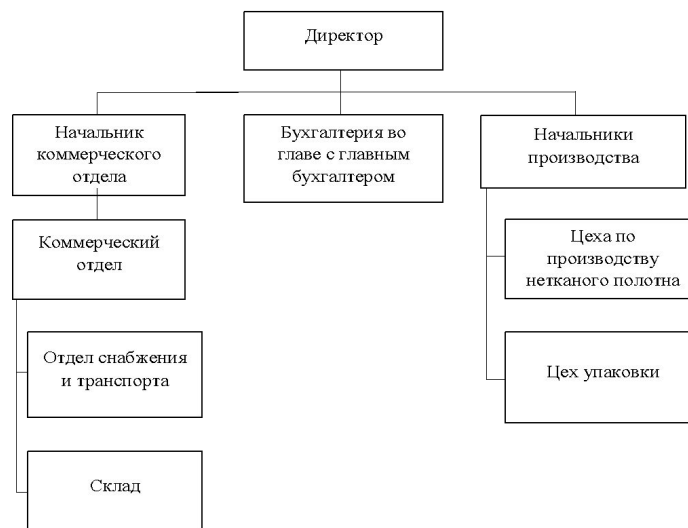 Директор
Начальник
коммерческого
отдела
Бухгалтерия во
главе с главным
бухгалтером
Начальники
производства
Коммерческий
отдел
Цеха по
производству
нетканого полотна
Отдел снабжения
и транспорта
Цех упаковки
Склад